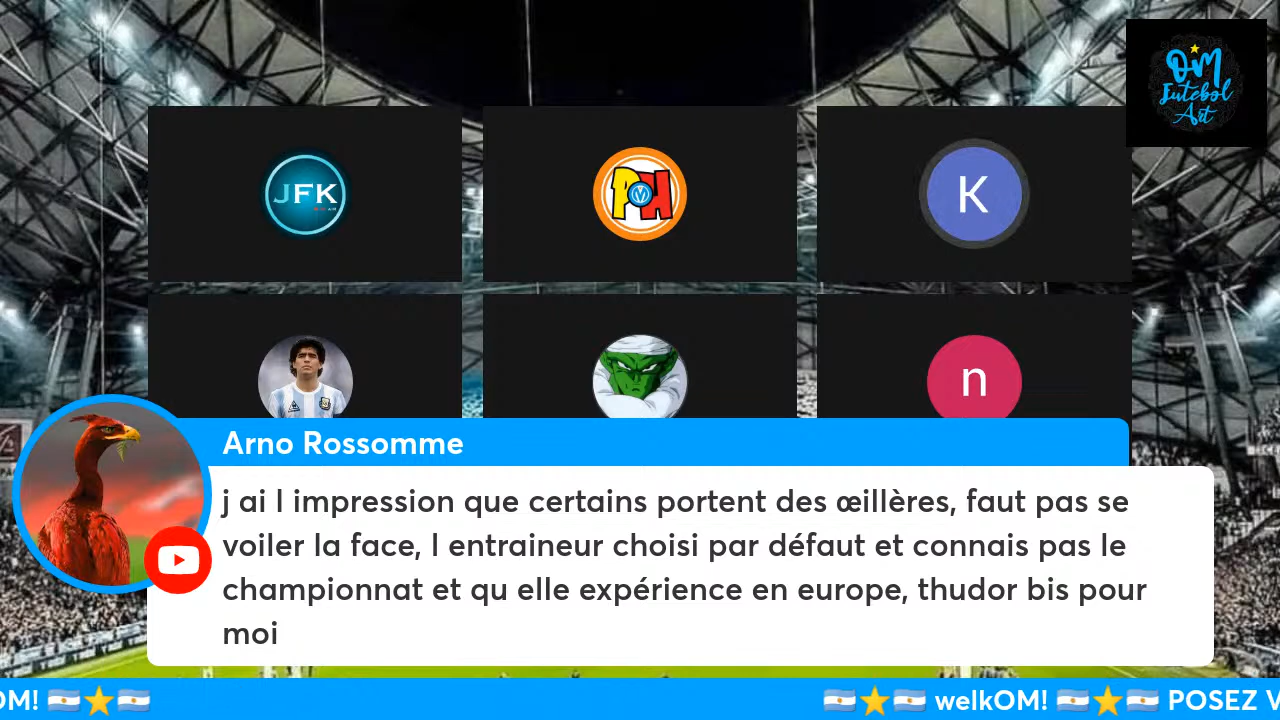 OM
Futebol
Art
JFK
PH
K
n
Arno Rossomme
j ai l impression que certains portent des œillères, faut pas se
voiler la face, l entraineur choisi par défaut et connais pas le
championnat et qu elle expérience en europe, thudor bis pour
moi
OM! 🇦🇷⭐🇦🇷 🇦🇷⭐🇦🇷 welkOM! 🇦🇷⭐🇦🇷 POSEZ V